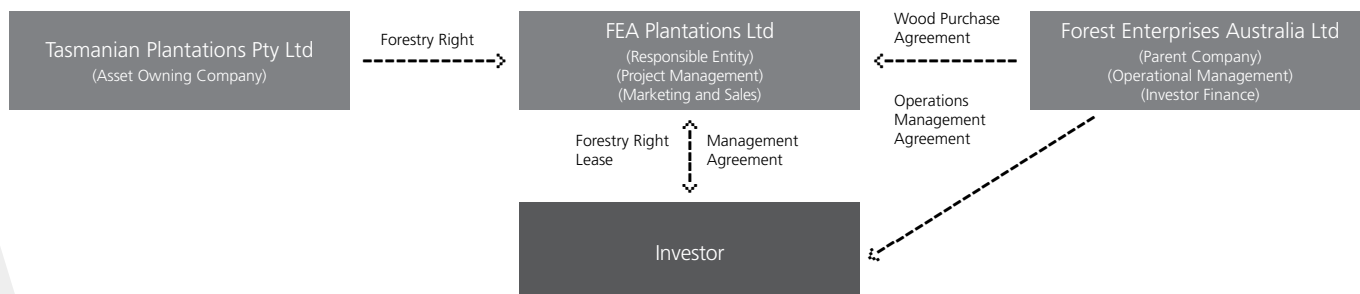 Tasmanian Plantations Pty Ltd
(Asset Owning Company)
Forestry Right
FEA Plantations Ltd
(Responsible Entity)
(Project Management)
(Marketing and Sales)
Wood Purchase
Agreement
Operations
Management
Agreement
Forest Enterprises Australia Ltd
(Parent Company)
(Operational Management)
(Investor Finance)
Forestry Right
Lease
Management
Agreement
Investor